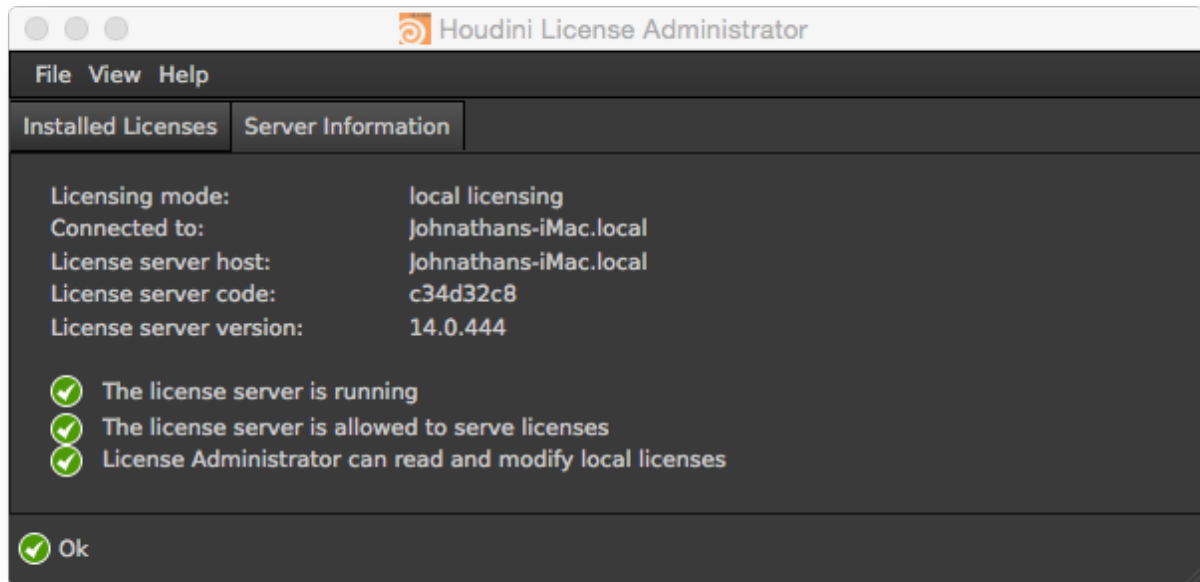 Houdini License Administrator
File View Help
Installed Licenses Server Information
Licensing mode: local licensing
Connected to: Johnathans-iMac.local
License server host: Johnathans-iMac.local
License server code: c34d32c8
License server version: 14.0.444
The license server is running
The license server is allowed to serve licenses
License Administrator can read and modify local licenses
Ok